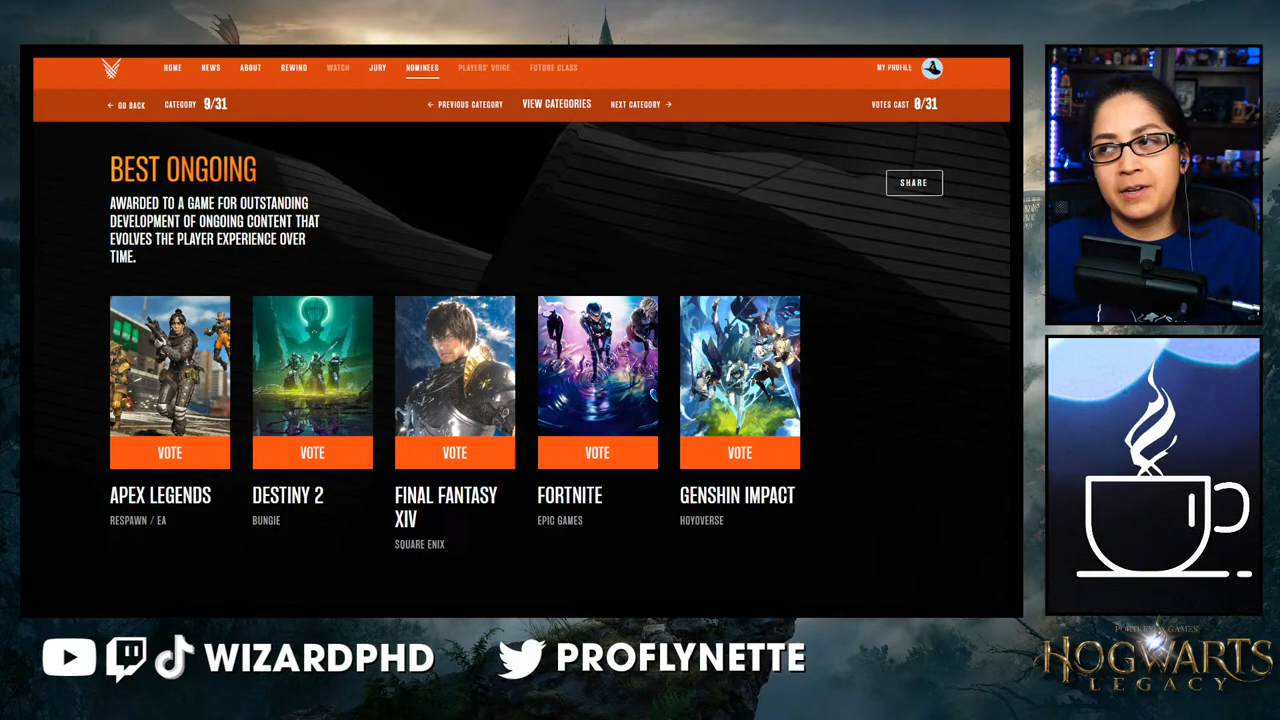 HOME NEWS ABOUT REWIND WATCH JURY NOMINEES PLAYERS' VOICE FUTURE CLASS MY PROFILE
← GO BACK CATEGORY 9/31 ← PREVIOUS CATEGORY VIEW CATEGORIES NEXT CATEGORY → VOTES CAST 0/31
BEST ONGOING
SHARE
AWARDED TO A GAME FOR OUTSTANDING
DEVELOPMENT OF ONGOING CONTENT THAT
EVOLVES THE PLAYER EXPERIENCE OVER
TIME.
VOTE VOTE VOTE VOTE VOTE
APEX LEGENDS
RESPAWN / EA
DESTINY 2
BUNGIE
FINAL FANTASY
XIV
SQUARE ENIX
FORTNITE
EPIC GAMES
GENSHIN IMPACT
HOYOVERSE
WIZARDPHD
PROFLYNETTE
GAMES
HOGWARTS
LEGACY